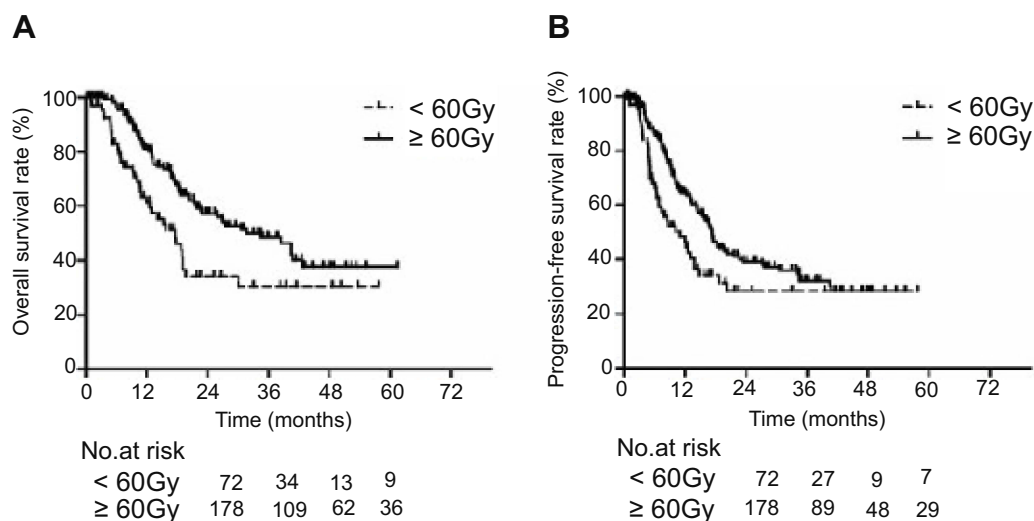 A
Overall survival rate (%)
100
80
60
40
20
0
< 60Gy
≥ 60Gy
0 12 24 36 48 60 72
Time (months)
No.at risk
< 60Gy 72 34 13 9
≥ 60Gy 178 109 62 36
B
Progression-free survival rate (%)
100
80
60
40
20
0
< 60Gy
≥ 60Gy
0 12 24 36 48 60 72
Time (months)
No.at risk
< 60Gy 72 27 9 7
≥ 60Gy 178 89 48 29